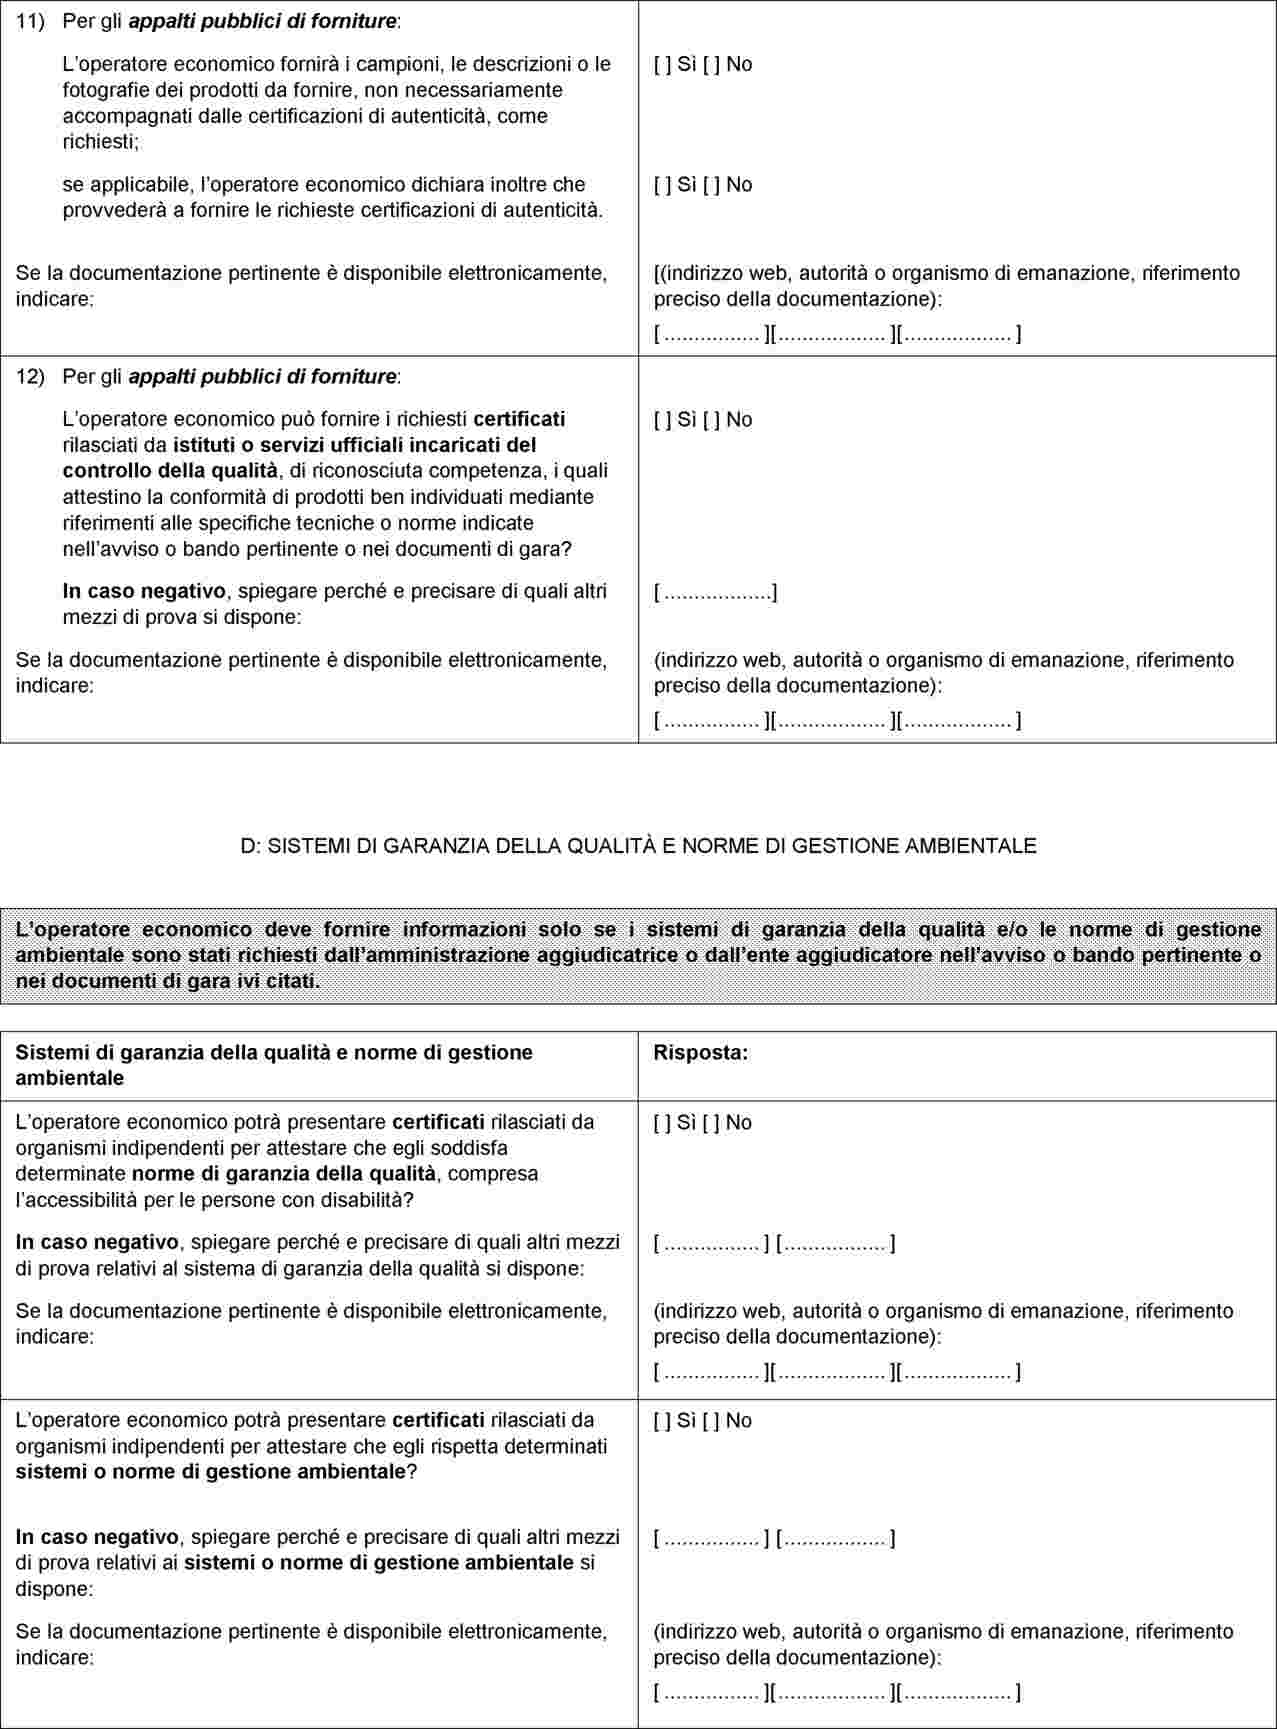 11) Per gli appalti pubblici di forniture:
L'operatore economico fornirà i campioni, le descrizioni o le
fotografie dei prodotti da fornire, non necessariamente
accompagnati dalle certificazioni di autenticità, come
richiesti;
[ ] Sì [ ] No
se applicabile, l'operatore economico dichiara inoltre che
provvederà a fornire le richieste certificazioni di autenticità.
[ ] Sì [ ] No
Se la documentazione pertinente è disponibile elettronicamente,
indicare:
[(indirizzo web, autorità o organismo di emanazione, riferimento
preciso della documentazione):
[ ................ ][.................. ][.................. ]
12) Per gli appalti pubblici di forniture:
L'operatore economico può fornire i richiesti certificati
rilasciati da istituti o servizi ufficiali incaricati del
controllo della qualità, di riconosciuta competenza, i quali
attestino la conformità di prodotti ben individuati mediante
riferimenti alle specifiche tecniche o norme indicate
nell'avviso o bando pertinente o nei documenti di gara?
[ ] Sì [ ] No
In caso negativo, spiegare perché e precisare di quali altri
mezzi di prova si dispone:
[ ..................]
Se la documentazione pertinente è disponibile elettronicamente,
indicare:
(indirizzo web, autorità o organismo di emanazione, riferimento
preciso della documentazione):
[ ................ ][.................. ][.................. ]
D: SISTEMI DI GARANZIA DELLA QUALITÀ E NORME DI GESTIONE AMBIENTALE
L'operatore economico deve fornire informazioni solo se i sistemi di garanzia della qualità e/o le norme di gestione
ambientale sono stati richiesti dall'amministrazione aggiudicatrice o dall'ente aggiudicatore nell'avviso o bando pertinente o
nei documenti di gara ivi citati.
Sistemi di garanzia della qualità e norme di gestione
ambientale
Risposta:
L'operatore economico potrà presentare certificati rilasciati da
organismi indipendenti per attestare che egli soddisfa
determinate norme di garanzia della qualità, compresa
l'accessibilità per le persone con disabilità?
[ ] Sì [ ] No
In caso negativo, spiegare perché e precisare di quali altri mezzi
di prova relativi al sistema di garanzia della qualità si dispone:
[ ................ ] [................. ]
Se la documentazione pertinente è disponibile elettronicamente,
indicare:
(indirizzo web, autorità o organismo di emanazione, riferimento
preciso della documentazione):
[ ................ ][.................. ][.................. ]
L'operatore economico potrà presentare certificati rilasciati da
organismi indipendenti per attestare che egli rispetta determinati
sistemi o norme di gestione ambientale?
[ ] Sì [ ] No
In caso negativo, spiegare perché e precisare di quali altri mezzi
di prova relativi ai sistemi o norme di gestione ambientale si
dispone:
[ ................ ] [................. ]
Se la documentazione pertinente è disponibile elettronicamente,
indicare:
(indirizzo web, autorità o organismo di emanazione, riferimento
preciso della documentazione):
[ ................ ][.................. ][.................. ]